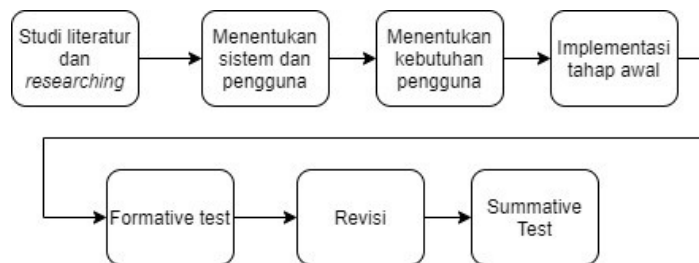 Studi literatur
dan
researching
Menentukan
sistem dan
pengguna
Menentukan
kebutuhan
pengguna
Implementasi
tahap awal
Formative test
Revisi
Summative
Test